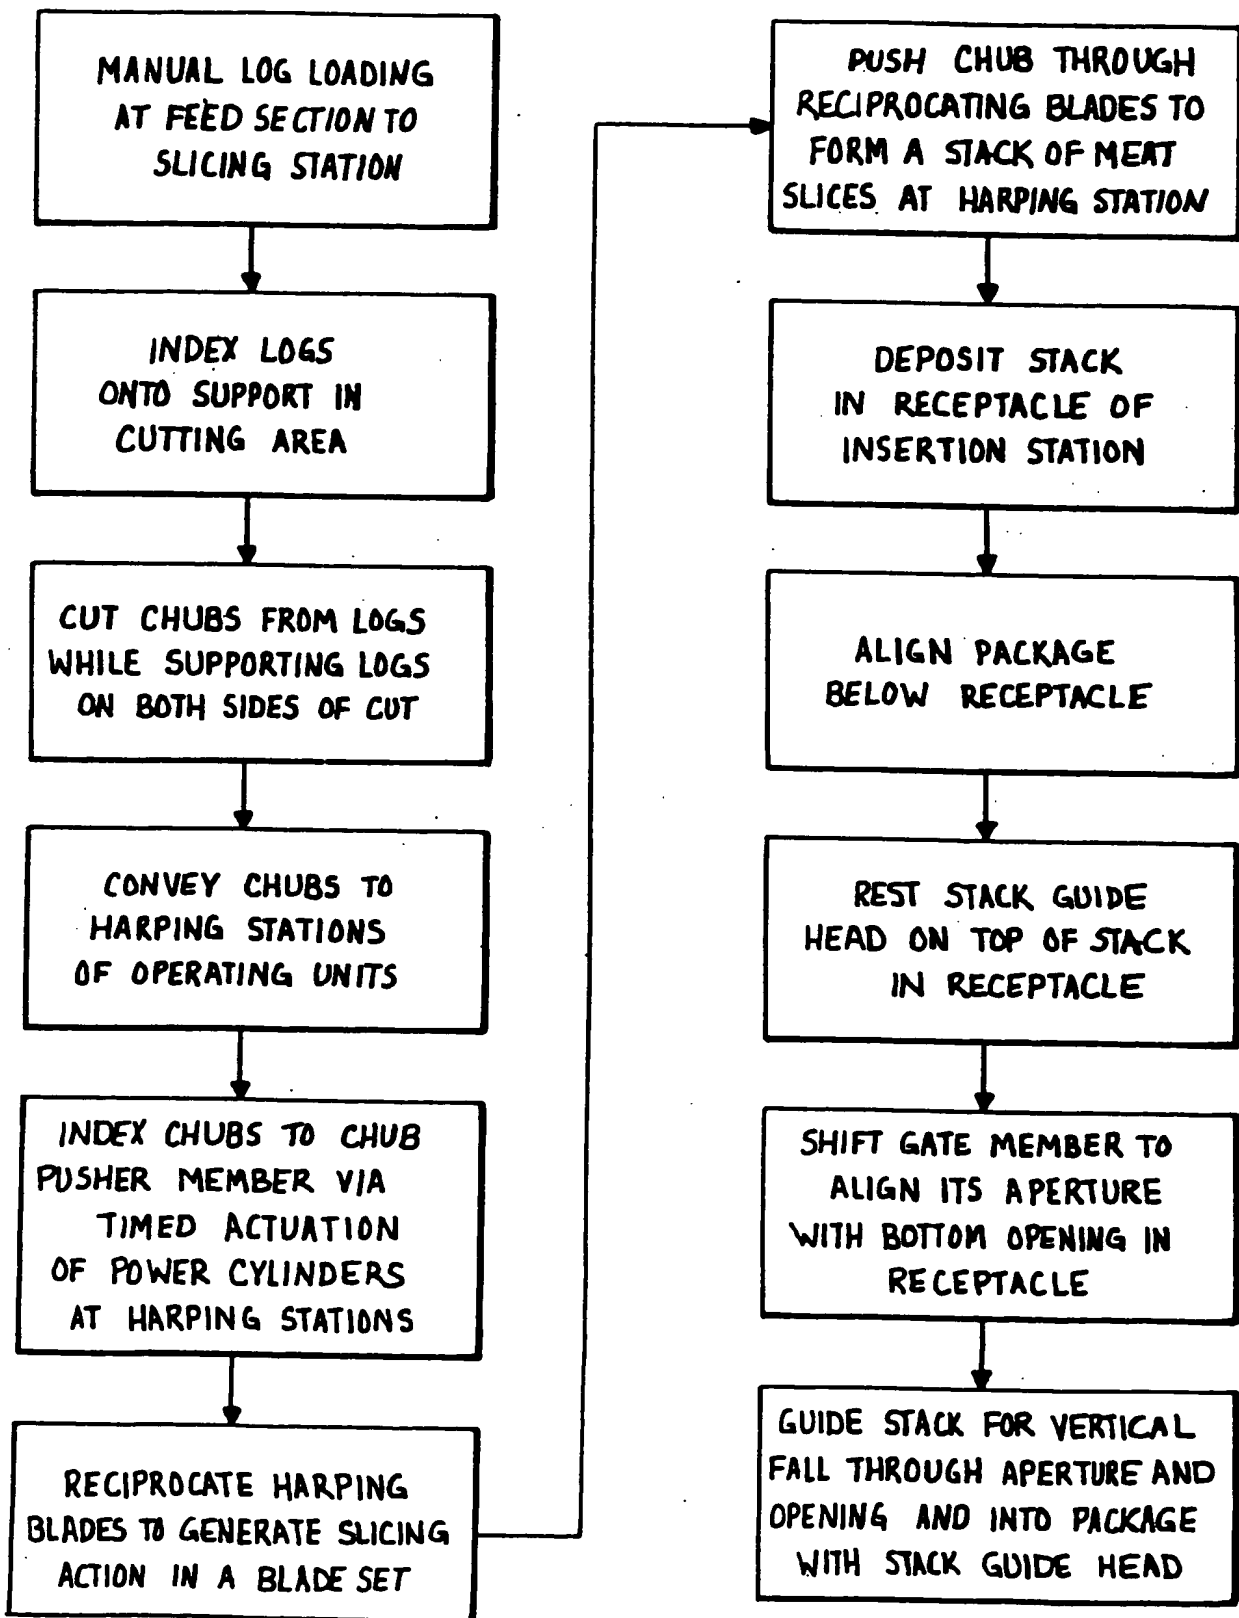 MANUAL LOG LOADING
AT FEED SECTION TO
SLICING STATION
INDEX LOGS
ONTO SUPPORT IN
CUTTING AREA
CUT CHUBS FROM LOGS
WHILE SUPPORTING LOGS
ON BOTH SIDES OF CUT
CONVEY CHUBS TO
HARPING STATIONS
OF OPERATING UNITS
INDEX CHUBS TO CHUB
PUSHER MEMBER VIA
TIMED ACTUATION
OF POWER CYLINDERS
AT HARPING STATIONS
RECIPROCATE HARPING
BLADES TO GENERATE SLICING
ACTION IN A BLADE SET
PUSH CHUB THROUGH
RECIPROCATING BLADES TO
FORM A STACK OF MEAT
SLICES AT HARPING STATION
DEPOSIT STACK
IN RECEPTACLE OF
INSERTION STATION
ALIGN PACKAGE
BELOW RECEPTACLE
REST STACK GUIDE
HEAD ON TOP OF STACK
IN RECEPTACLE
SHIFT GATE MEMBER TO
ALIGN ITS APERTURE
WITH BOTTOM OPENING IN
RECEPTACLE
GUIDE STACK FOR VERTICAL
FALL THROUGH APERTURE AND
OPENING AND INTO PACKAGE
WITH STACK GUIDE HEAD